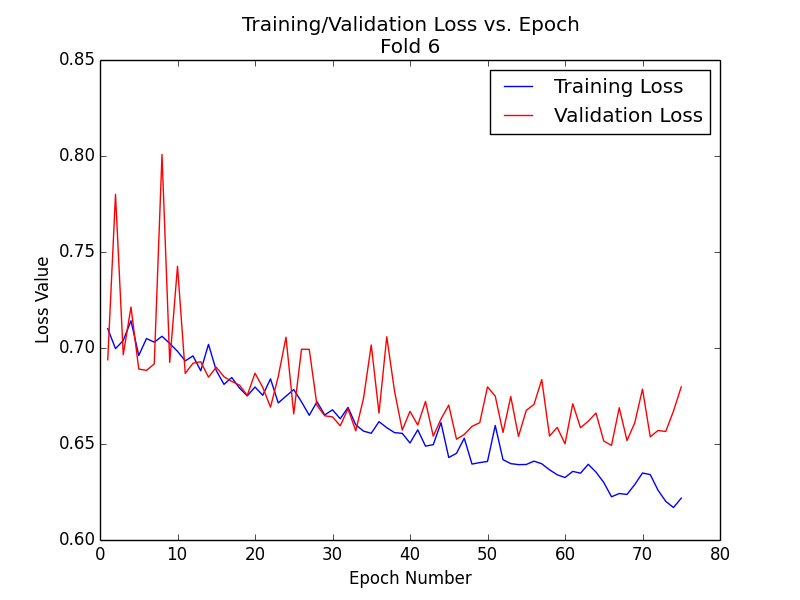 Training/Validation Loss vs. Epoch
Fold 6
Training Loss
Validation Loss
Loss Value
0.85
0.80
0.75
0.70
0.65
0.60
0 10 20 30 40 50 60 70 80
Epoch Number